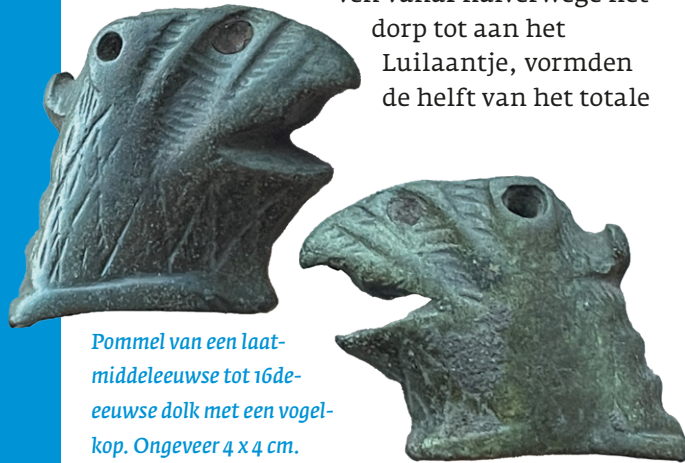 dorp tot aan het
Luilaantje, vormden
de helft van het totale
Pommel van een laat-
middeleeuwse tot 16de-
eeuwse dolk met een vogel-
kop. Ongeveer 4 x 4 cm.